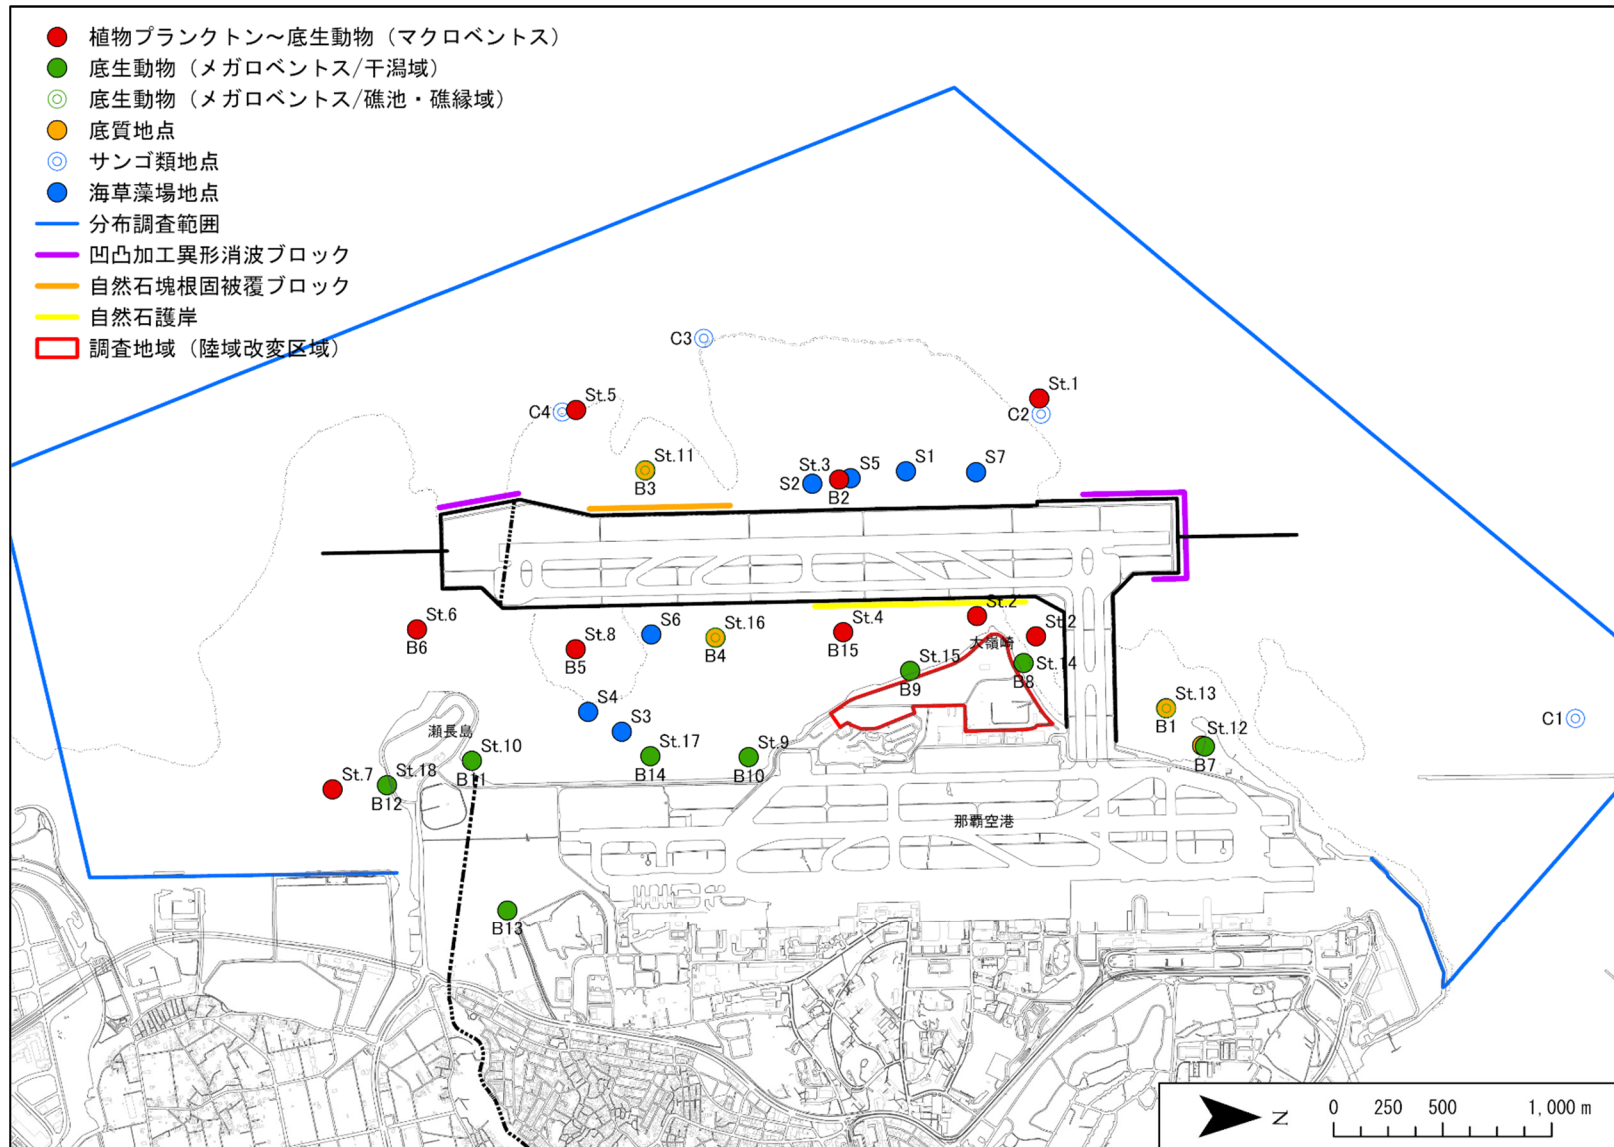 植物プランクトン～底生動物（マクロベントス）
底生動物（メガロベントス/干潟域）
底生動物（メガロベントス/礁池・礁縁域）
底質地点
サンゴ類地点
海草藻場地点
分布調査範囲
凹凸加工異形消波ブロック
自然石塊根固被覆ブロック
自然石護岸
調査地域（陸域改変区域）
C3
St.1
C2
St.5
C4
St.11
B3
St.3
S2
B2
S5
S1
S7
St.6
B6
St.8
B5
S6
St.16
B4
St.4
B15
St.2'
St.2
大嶺崎
St.15
B9
St.14
B8
St.13
B1
St.12
B7
C1
S4
S3
瀬長島
St.10
B11
St.17
B14
St.9
B10
St.7
St.18
B12
那覇空港
B13
N
0 250 500 1,000 m